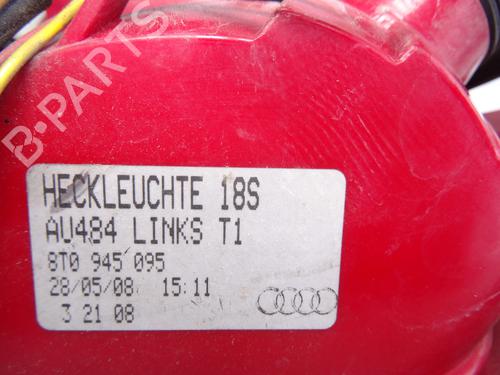 B-PARTS
HECKLEUCHTE 18S
AU484 LINKS T1
8T0 945 095
28/05/08 15:11
3 21 08